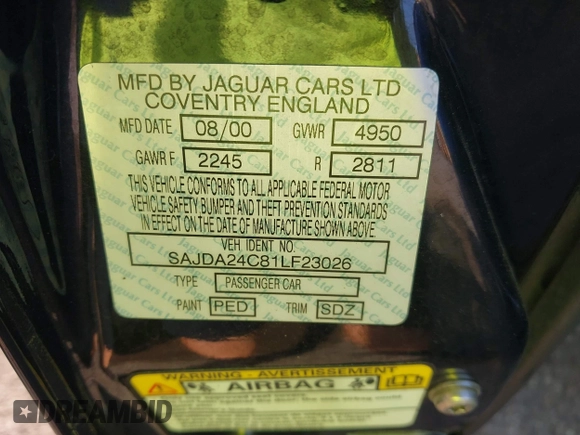 MFD BY JAGUAR CARS LTD
COVENTRY ENGLAND
MFD DATE 08/00 GVWR 4950
GAWR F 2245 R 2811
THIS VEHICLE CONFORMS TO ALL APPLICABLE FEDERAL MOTOR
VEHICLE SAFETY BUMPER AND THEFT PREVENTION STANDARDS
IN EFFECT ON THE DATE OF MANUFACTURE SHOWN ABOVE
VEH IDENT NO.
SAJDA24C81LF23026
TYPE PASSENGER CAR
PAINT PED TRIM SDZ
WARNING - AVERTISSEMENT
AIRBAG
DREAMBID